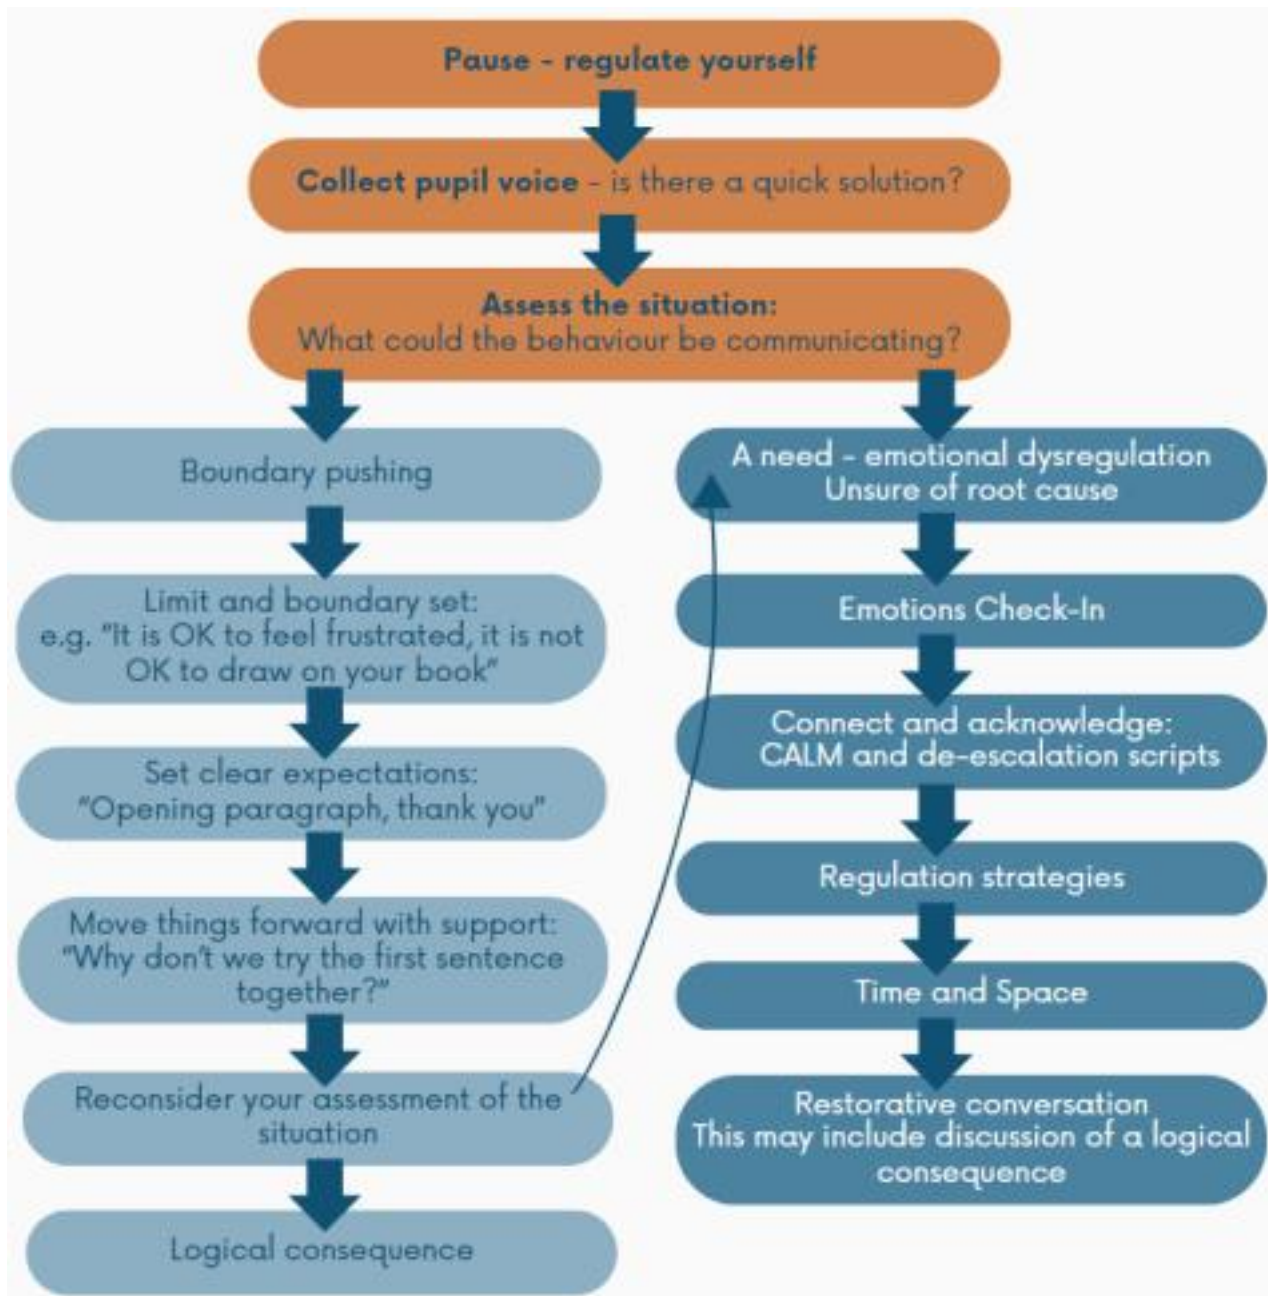 Pause - regulate yourself
Collect pupil voice - is there a quick solution?
Assess the situation:
What could the behaviour be communicating?
Boundary pushing
Limit and boundary set:
e.g. "It is OK to feel frustrated, it is not
OK to draw on your book"
Set clear expectations:
"Opening paragraph, thank you"
Move things forward with support:
"Why don't we try the first sentence
together?"
Reconsider your assessment of the
situation
Logical consequence
A need - emotional dysregulation
Unsure of root cause
Emotions Check-In
Connect and acknowledge:
CALM and de-escalation scripts
Regulation strategies
Time and Space
Restorative conversation
This may include discussion of a logical
consequence